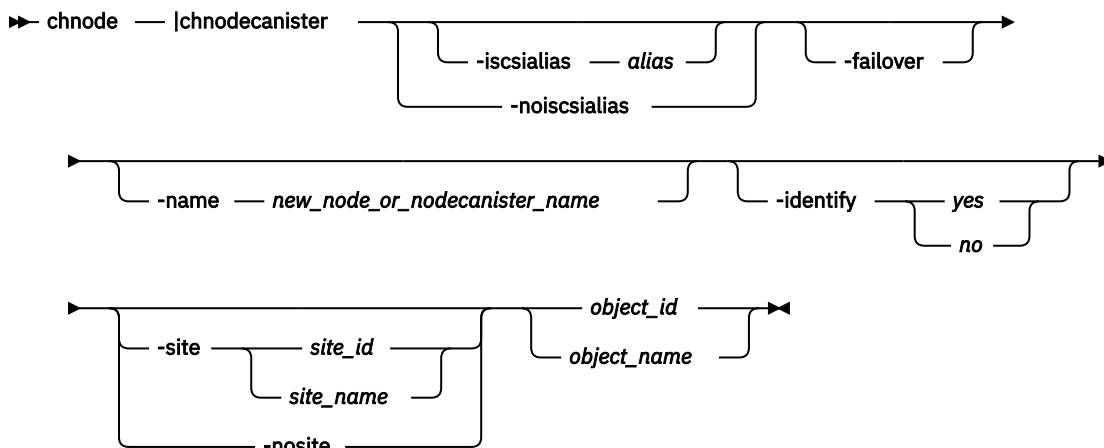 chnode |chnodecanister
-iscsialias alias -failover
-noiscsialias
-name new_node_or_nodecanister_name -identify yes
no
object_id
-site site_id
object_name
site_name
-nosite